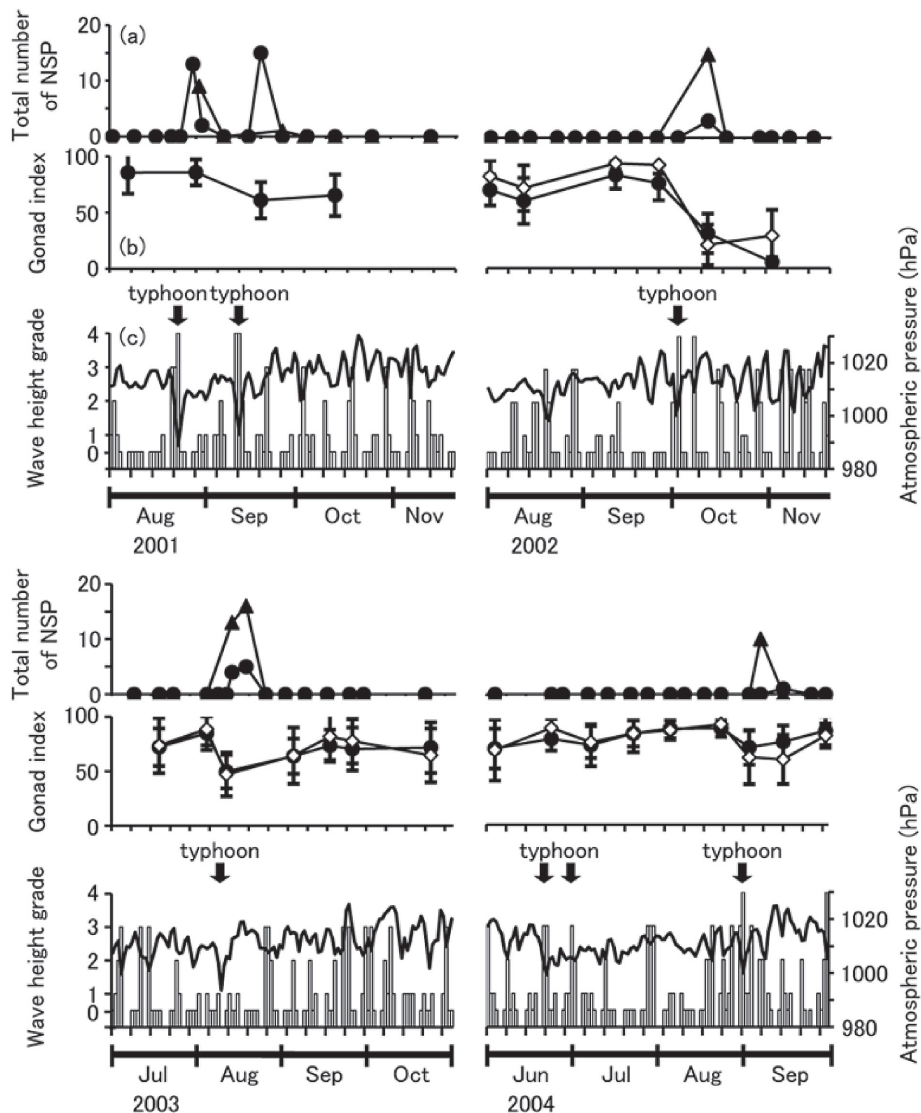 (a)
Total number
of NSP
20
15
10
5
0
(b)
Gonad index
100
50
0
typhoon typhoon
typhoon
(c)
Wave height grade
4
3
2
1
0
Atmospheric pressure (hPa)
1020
1000
980
Aug Sep Oct Nov
2001
Aug Sep Oct Nov
2002
Total number
of NSP
20
10
0
Gonad index
100
50
0
typhoon
typhoon typhoon
Wave height grade
4
3
2
1
0
Atmospheric pressure (hPa)
1020
1000
980
Jul Aug Sep Oct
2003
Jun Jul Aug Sep
2004